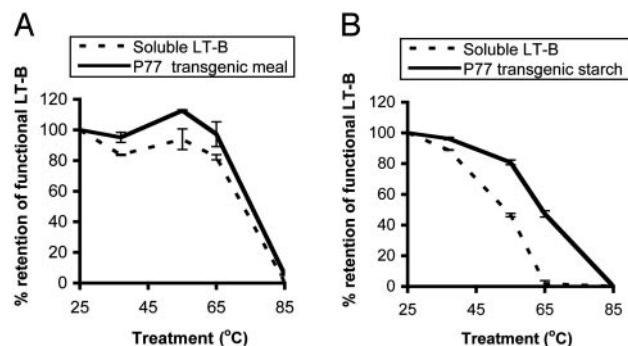 A
Soluble LT-B
P77 transgenic meal
% retention of functional LT-B
120
100
80
60
40
20
0
25
45
65
85
Treatment (°C)
B
Soluble LT-B
P77 transgenic starch
% retention of functional LT-B
120
100
80
60
40
20
0
25
45
65
85
Treatment (°C)